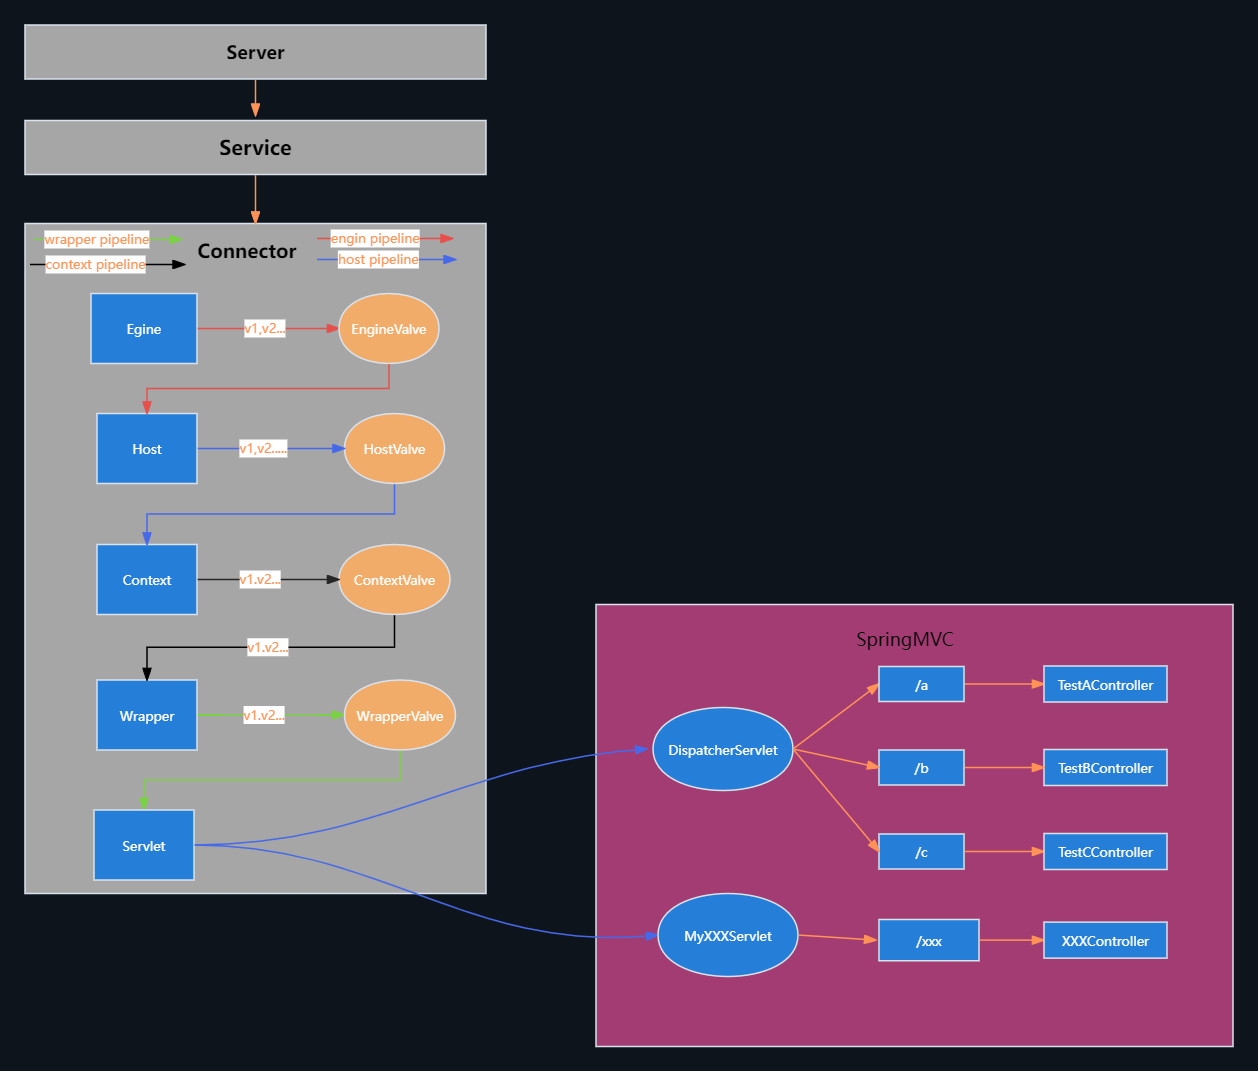 Server
Service
wrapper pipeline
context pipeline
Connector
engin pipeline
host pipeline
Egine
v1,v2...
EngineValve
Host
v1,v2.....
HostValve
Context
v1.v2...
ContextValve
v1.v2...
Wrapper
v1.v2...
WrapperValve
Servlet
SpringMVC
DispatcherServlet
/a
TestAController
/b
TestBController
/c
TestCController
MyXXXServlet
/xxx
XXXController